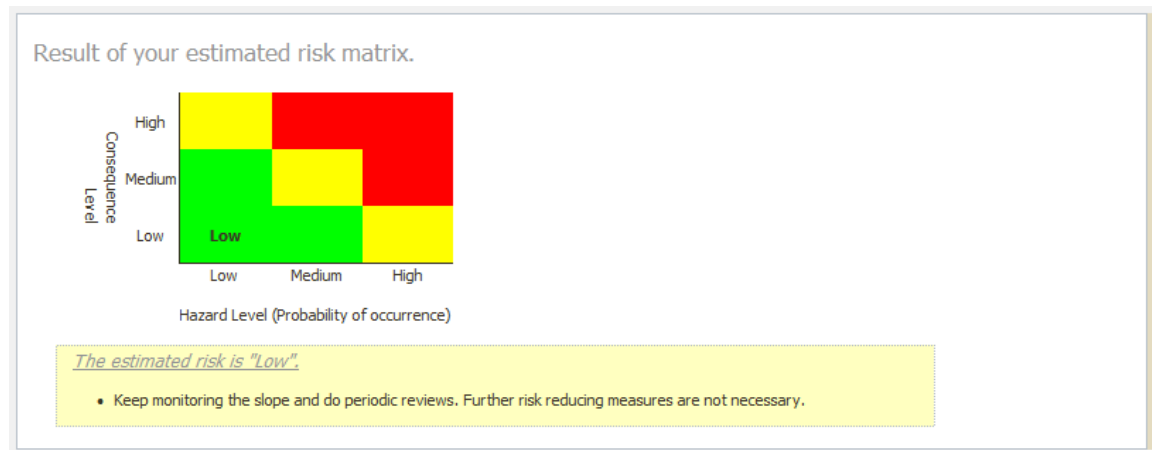 Result of your estimated risk matrix.
High
Consequence
Level
Medium
Low
Low
Low Medium High
Hazard Level (Probability of occurrence)
The estimated risk is "Low".
• Keep monitoring the slope and do periodic reviews. Further risk reducing measures are not necessary.